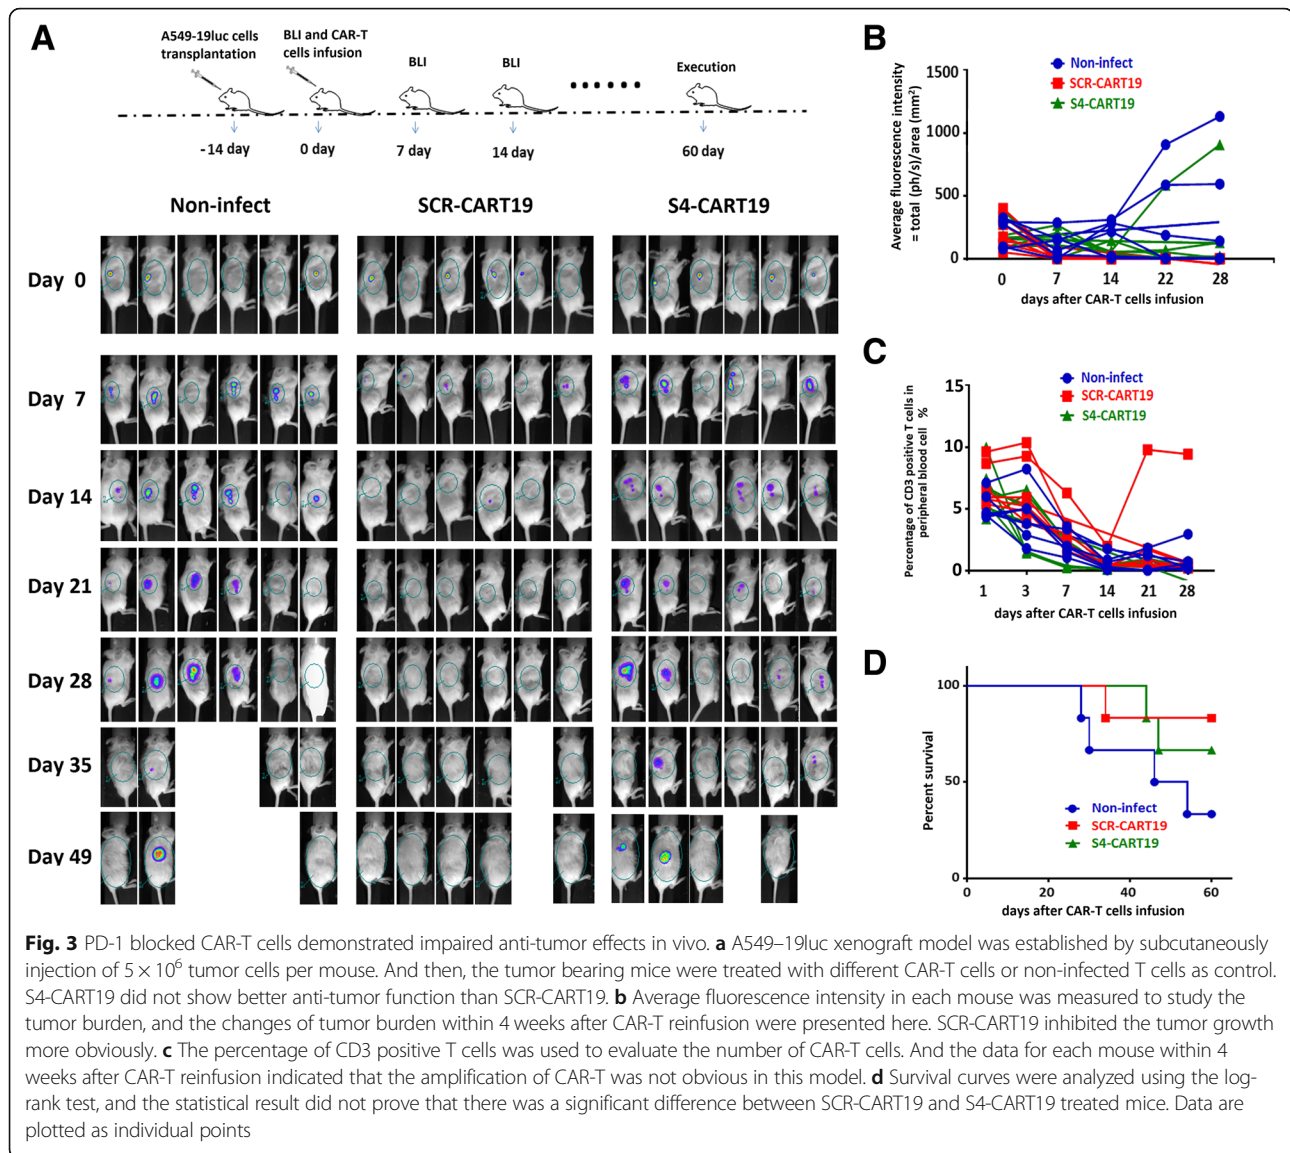 A
A549-19luc cells
transplantation
BLI and CAR-T
cells infusion
BLI
BLI
Execution
-14 day
0 day
7 day
14 day
60 day
Non-infect
SCR-CART19
S4-CART19
Day 0
Day 7
Day 14
Day 21
Day 28
Day 35
Day 49
B
Non-infect
SCR-CART19
S4-CART19
Average fluorescence intensity
= total (ph/s)/area (mm²)
1500
1000
500
0
0 7 14 22 28
days after CAR-T cells infusion
C
Non-infect
SCR-CART19
S4-CART19
Percentage of CD3 positive T cells in
peripheral blood cell %
15
10
5
0
1 3 7 14 21 28
days after CAR-T cells infusion
D
Percent survival
100
50
0
Non-infect
SCR-CART19
S4-CART19
0 20 40 60
days after CAR-T cells infusion
Fig. 3 PD-1 blocked CAR-T cells demonstrated impaired anti-tumor effects in vivo. a A549–19luc xenograft model was established by subcutaneously
injection of 5 × 10⁶ tumor cells per mouse. And then, the tumor bearing mice were treated with different CAR-T cells or non-infected T cells as control.
S4-CART19 did not show better anti-tumor function than SCR-CART19. b Average fluorescence intensity in each mouse was measured to study the
tumor burden, and the changes of tumor burden within 4 weeks after CAR-T reinfusion were presented here. SCR-CART19 inhibited the tumor growth
more obviously. c The percentage of CD3 positive T cells was used to evaluate the number of CAR-T cells. And the data for each mouse within 4
weeks after CAR-T reinfusion indicated that the amplification of CAR-T was not obvious in this model. d Survival curves were analyzed using the log-
rank test, and the statistical result did not prove that there was a significant difference between SCR-CART19 and S4-CART19 treated mice. Data are
plotted as individual points